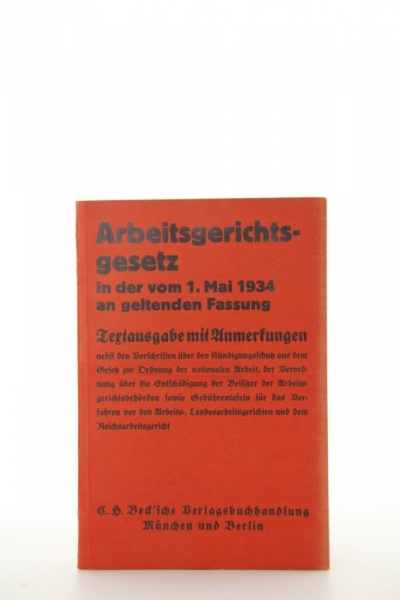 Arbeitsgerichts-
gesetz
in der vom 1. Mai 1934
an geltenden Fassung
Textausgabe mit Anmerkungen
nebst den Vorschriften über den Kündigungsschutz aus dem
Gesetz zur Ordnung der nationalen Arbeit, der Verord-
nung über die Entschädigung der Beisitzer der Arbeits-
gerichtsbehörden sowie Gebührentafeln für das Ver-
fahren vor den Arbeits-, Landesarbeitsgerichten und dem
Reichsarbeitsgericht
C. H. Beck'sche Verlagsbuchhandlung
München und Berlin